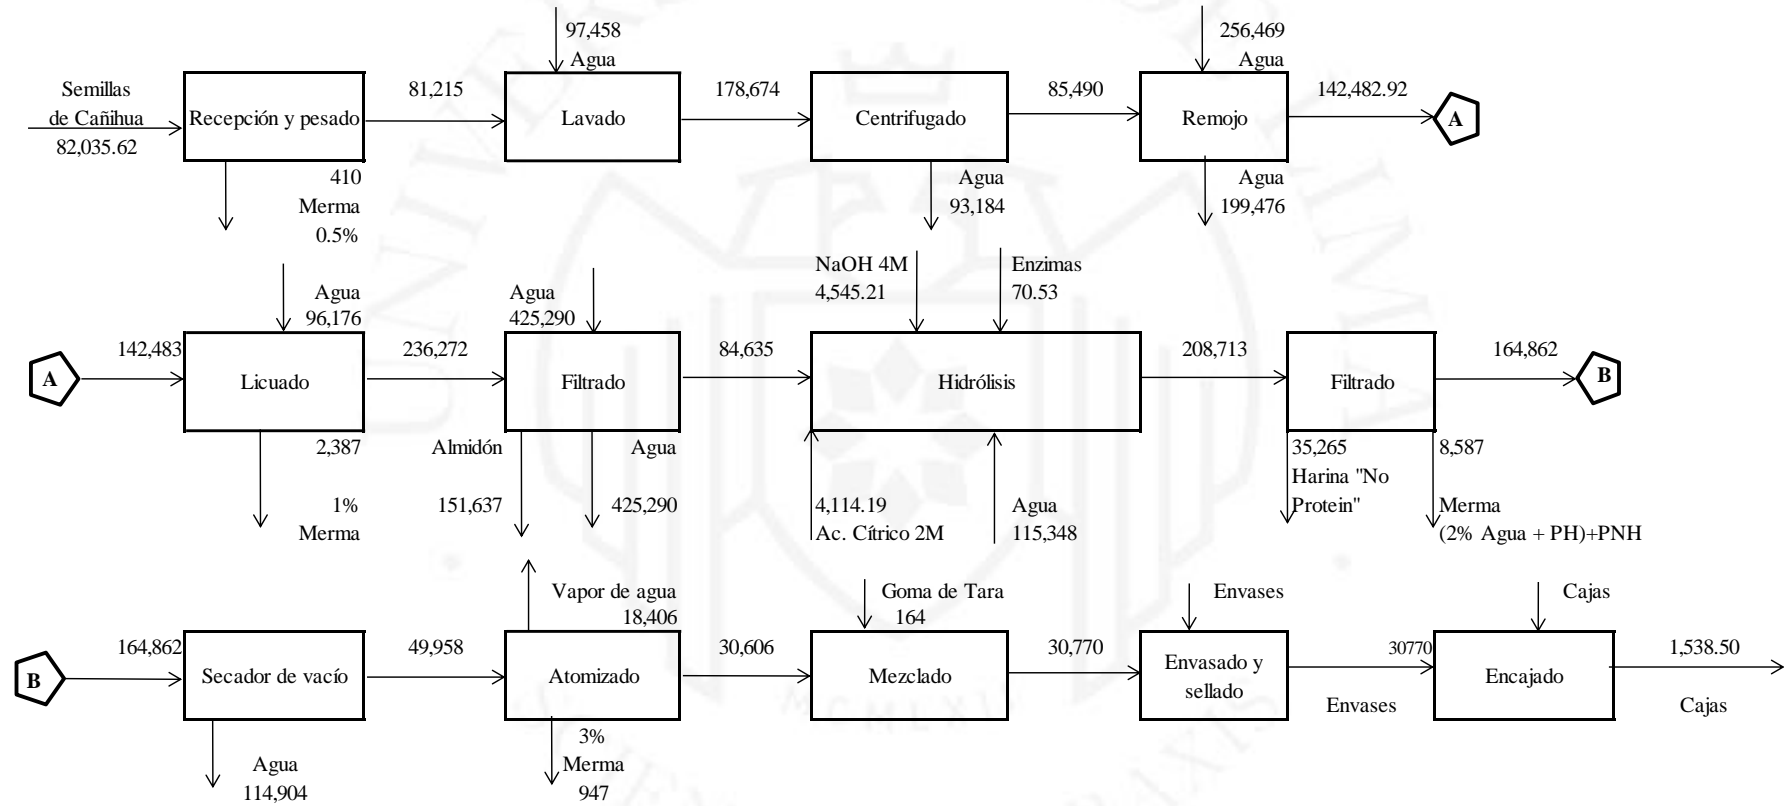 97,458
Agua
256,469
Agua
Semillas
de Cañihua
82,035.62
Recepción y pesado
81,215
Lavado
178,674
Centrifugado
85,490
Remojo
142,482.92
A
410
Merma
0.5%
Agua
93,184
Agua
199,476
Agua
96,176
Agua
425,290
NaOH 4M
4,545.21
Enzimas
70.53
A
142,483
Licuado
236,272
Filtrado
84,635
Hidrólisis
208,713
Filtrado
164,862
B
2,387
1%
Merma
Almidón
151,637
Agua
425,290
4,114.19
Ac. Cítrico 2M
Agua
115,348
35,265
Harina "No
Protein"
8,587
Merma
(2% Agua + PH)+PNH
Vapor de agua
18,406
Goma de Tara
164
Envases
Cajas
B
164,862
Secador de vacío
49,958
Atomizado
30,606
Mezclado
30,770
Envasado y
sellado
30770
Envases
Encajado
1,538.50
Cajas
Agua
114,904
3%
Merma
947
MCMLXII